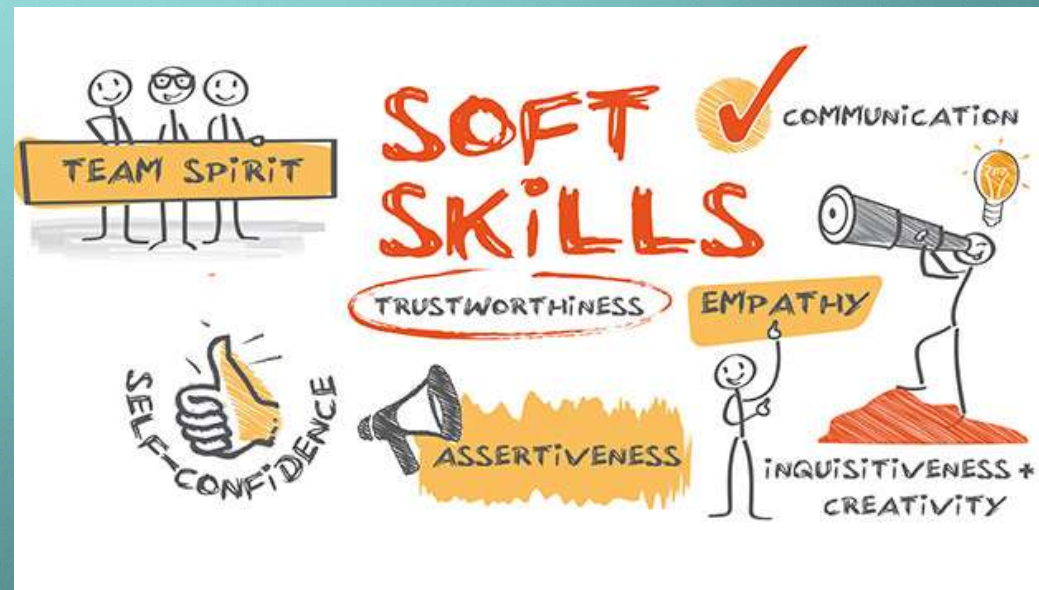 TEAM SPiRiT
SOFT
SKiLLS
COMMUNiCATiON
TRUSTWORTHiNESS
EMPATHY
SELF-CONFiDENCE
ASSERTiVENESS
iNQUiSiTiVENESS +
CREATiViTY